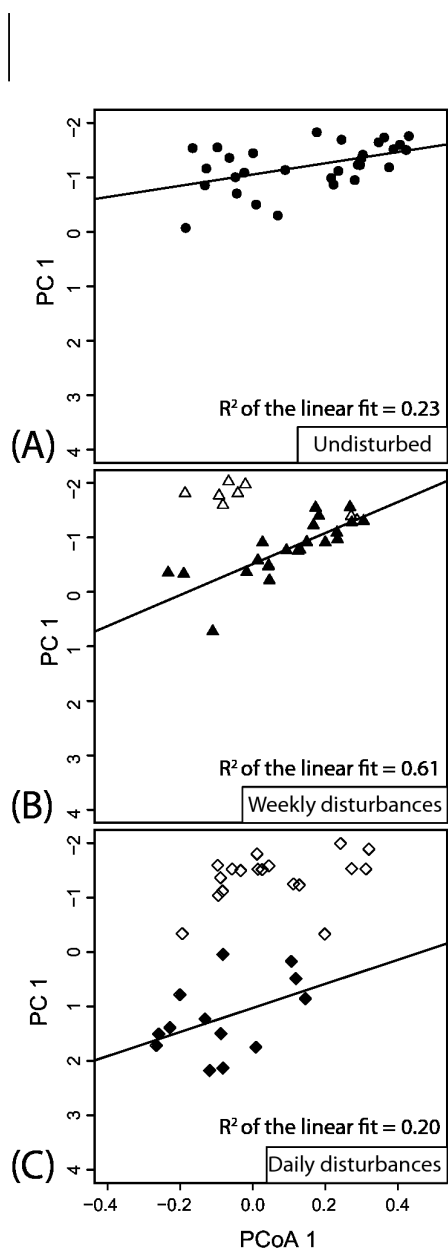 -2
-1
0
1
2
3
4
PC 1
R² of the linear fit = 0.23
(A)
Undisturbed
-2
-1
0
1
2
3
4
PC 1
R² of the linear fit = 0.61
(B)
Weekly disturbances
-2
-1
0
1
2
3
4
PC 1
R² of the linear fit = 0.20
(C)
Daily disturbances
−0.4 −0.2 0.0 0.2 0.4
PCoA 1